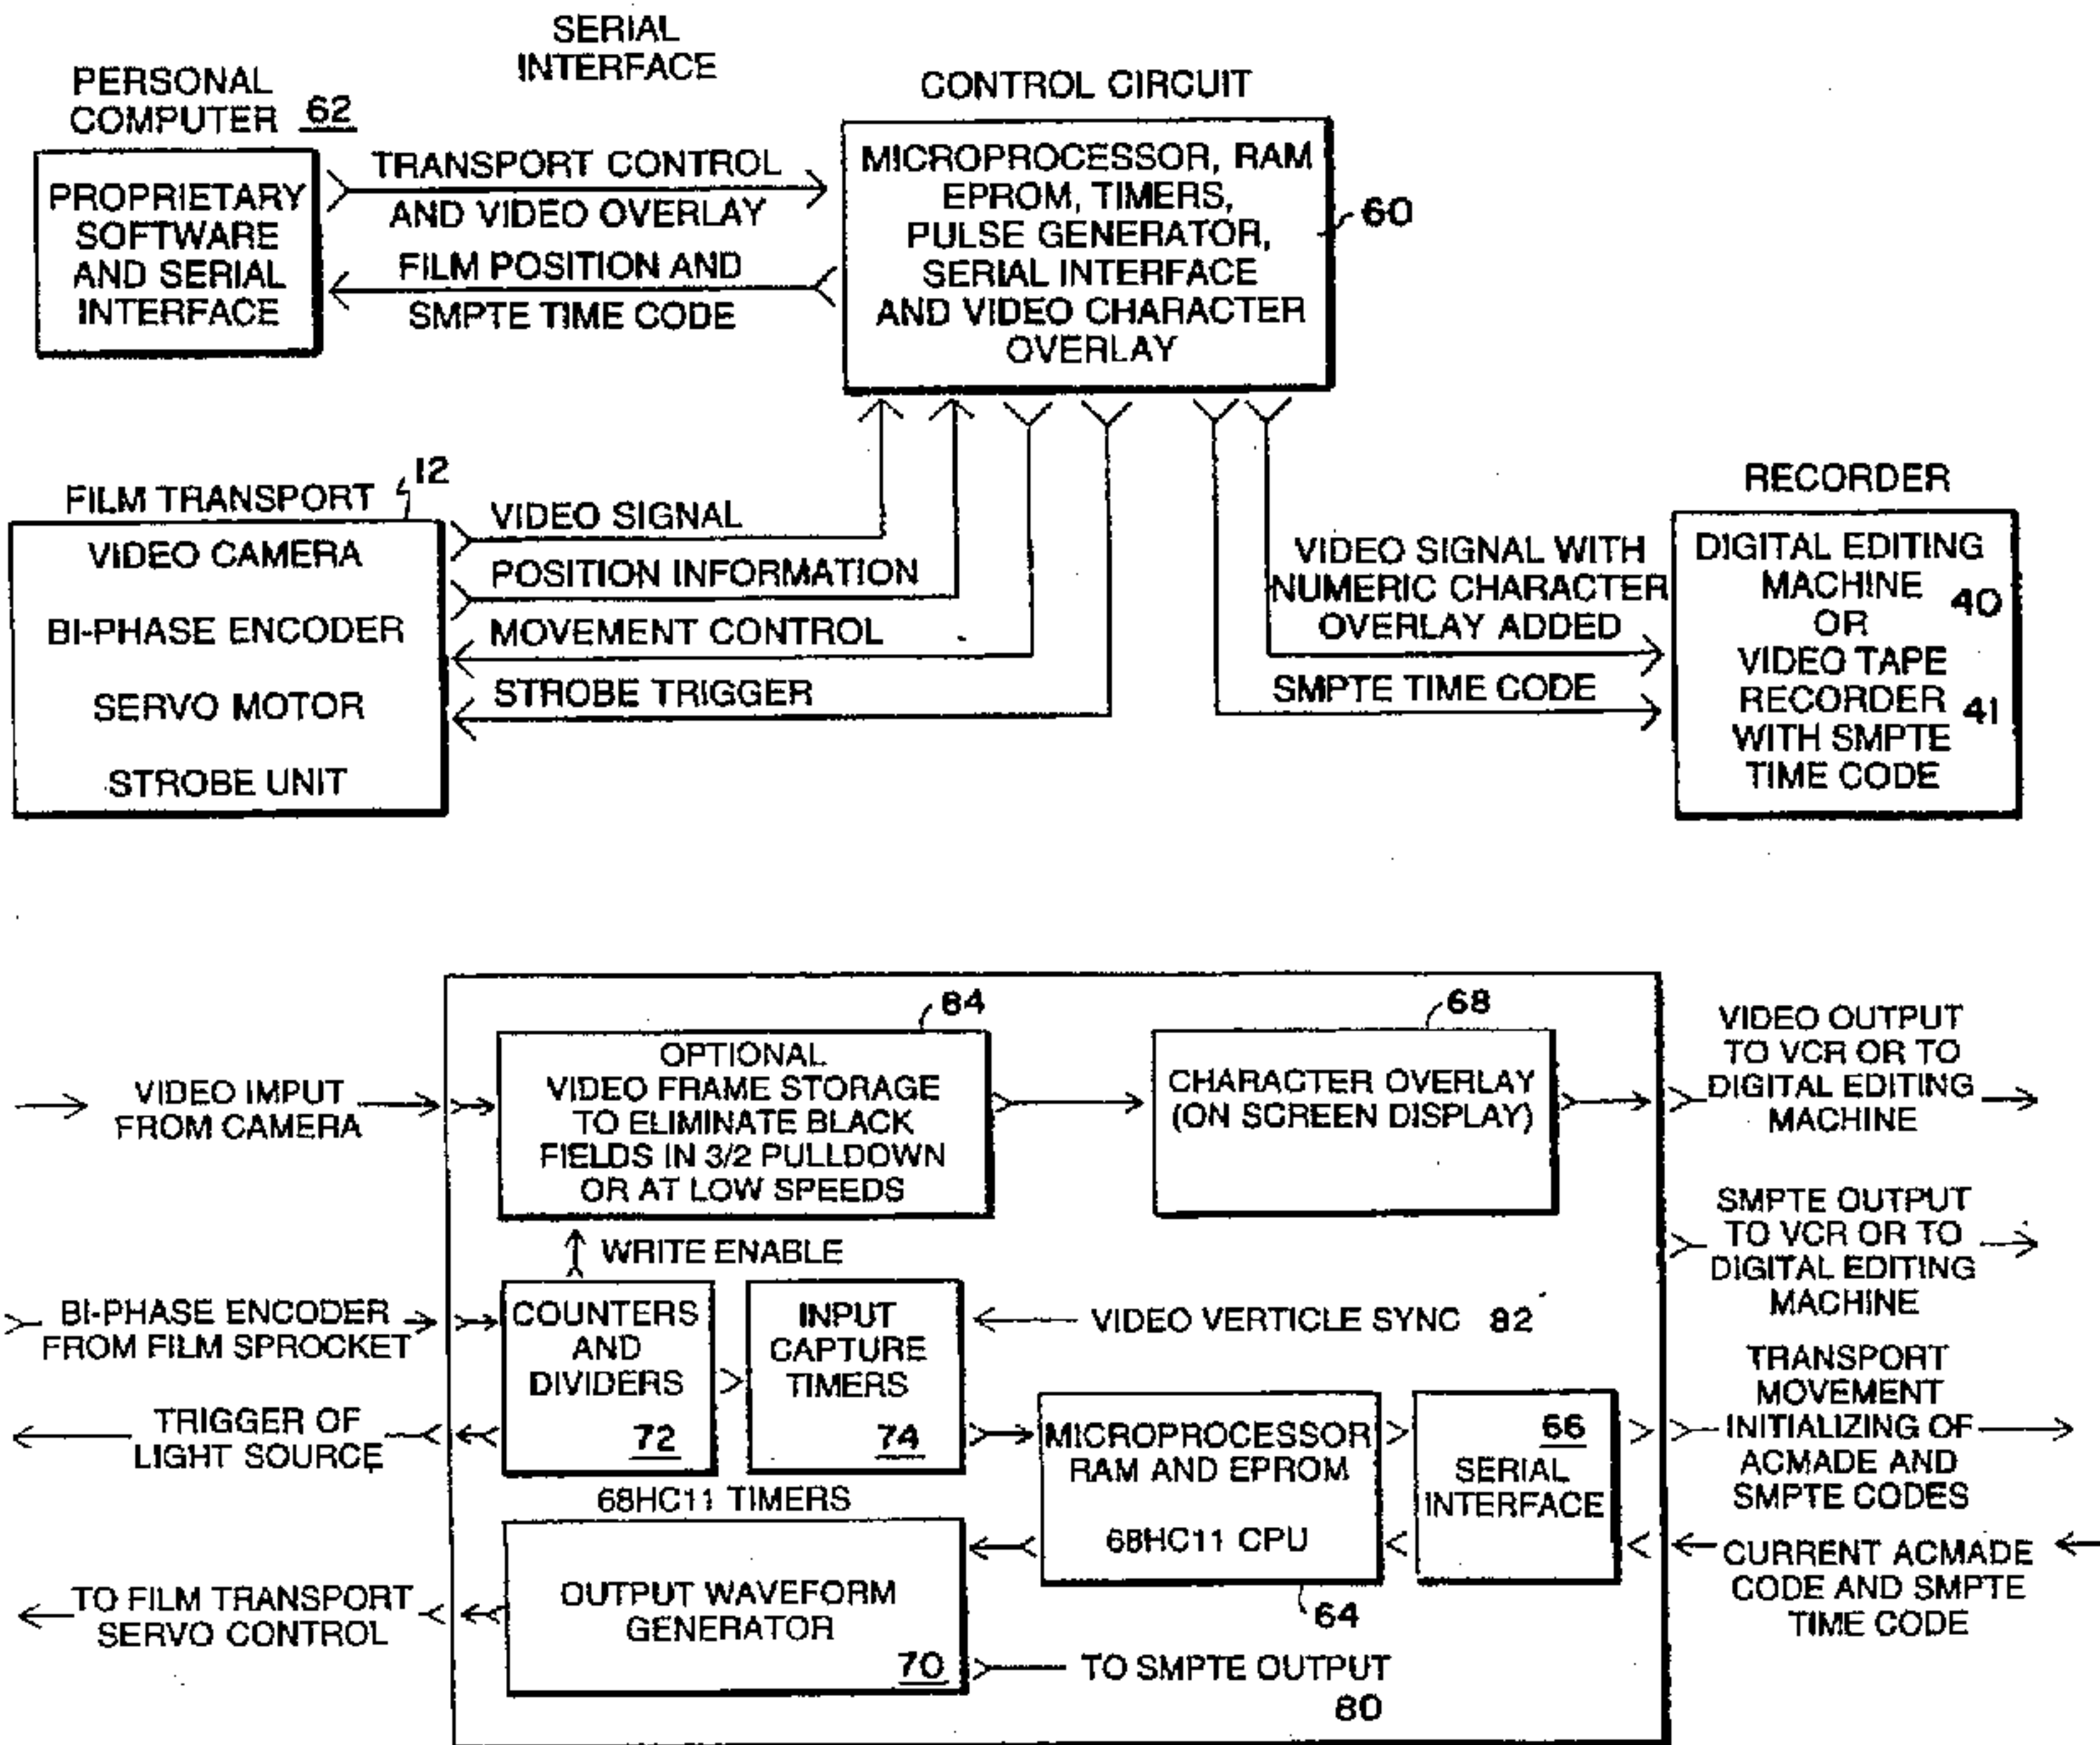 SERIAL
INTERFACE
PERSONAL
COMPUTER 62
PROPRIETARY
SOFTWARE
AND SERIAL
INTERFACE
TRANSPORT CONTROL
AND VIDEO OVERLAY
FILM POSITION AND
SMPTE TIME CODE
CONTROL CIRCUIT
MICROPROCESSOR, RAM
EPROM, TIMERS,
PULSE GENERATOR,
SERIAL INTERFACE
AND VIDEO CHARACTER
OVERLAY
60
FILM TRANSPORT 12
VIDEO CAMERA
BI-PHASE ENCODER
SERVO MOTOR
STROBE UNIT
VIDEO SIGNAL
POSITION INFORMATION
MOVEMENT CONTROL
STROBE TRIGGER
VIDEO SIGNAL WITH
NUMERIC CHARACTER
OVERLAY ADDED
SMPTE TIME CODE
RECORDER
DIGITAL EDITING
MACHINE 40
OR
VIDEO TAPE
RECORDER 41
WITH SMPTE
TIME CODE
VIDEO IMPUT
FROM CAMERA
84
OPTIONAL
VIDEO FRAME STORAGE
TO ELIMINATE BLACK
FIELDS IN 3/2 PULLDOWN
OR AT LOW SPEEDS
68
CHARACTER OVERLAY
(ON SCREEN DISPLAY)
VIDEO OUTPUT
TO VCR OR TO
DIGITAL EDITING
MACHINE
SMPTE OUTPUT
TO VCR OR TO
DIGITAL EDITING
MACHINE
WRITE ENABLE
BI-PHASE ENCODER
FROM FILM SPROCKET
COUNTERS
AND
DIVIDERS
72
INPUT
CAPTURE
TIMERS
74
VIDEO VERTICLE SYNC 82
TRIGGER OF
LIGHT SOURCE
68HC11 TIMERS
MICROPROCESSOR
RAM AND EPROM
68HC11 CPU
64
66
SERIAL
INTERFACE
TRANSPORT
MOVEMENT
INITIALIZING OF
ACMADE AND
SMPTE CODES
CURRENT ACMADE
CODE AND SMPTE
TIME CODE
TO FILM TRANSPORT
SERVO CONTROL
OUTPUT WAVEFORM
GENERATOR
70
TO SMPTE OUTPUT
80